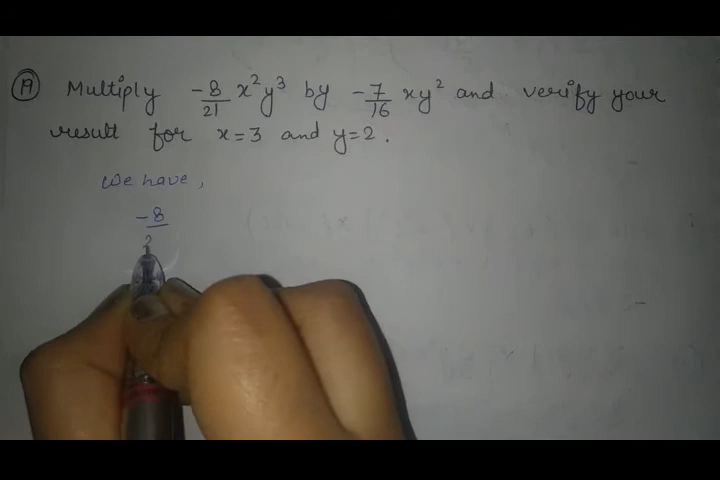 19 Multiply -8/21 x²y³ by -7/16 xy² and verify your
result for x=3 and y=2.
We have,
-8
2